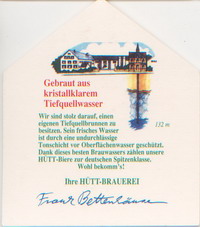 Gebraut aus
kristallklarem
Tiefquellwasser
Wir sind stolz darauf, einen
eigenen Tiefquellbrunnen zu
besitzen. Sein frisches Wasser
ist durch eine undurchlässige
Tonschicht vor Oberflächenwasser geschützt.
Dank dieses besten Brauwassers zählen unsere
HÜTT-Biere zur deutschen Spitzenklasse.
Wohl bekomm's!
132 m
Ihre HÜTT-BRAUEREI
Frank Bettenhäuser